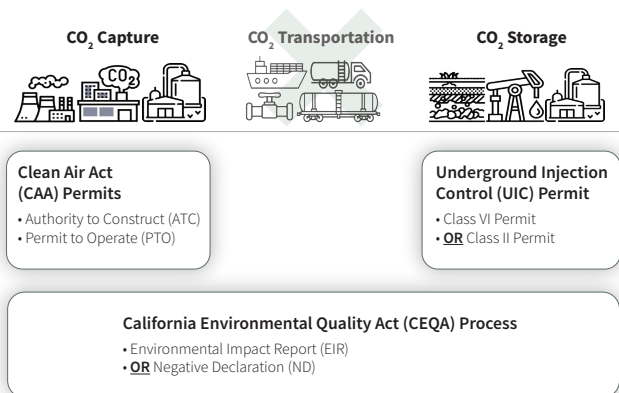 CO₂ Capture
CO₂ Transportation
CO₂ Storage
CO₂
Clean Air Act
(CAA) Permits
• Authority to Construct (ATC)
• Permit to Operate (PTO)
Underground Injection
Control (UIC) Permit
• Class VI Permit
• OR Class II Permit
California Environmental Quality Act (CEQA) Process
• Environmental Impact Report (EIR)
• OR Negative Declaration (ND)